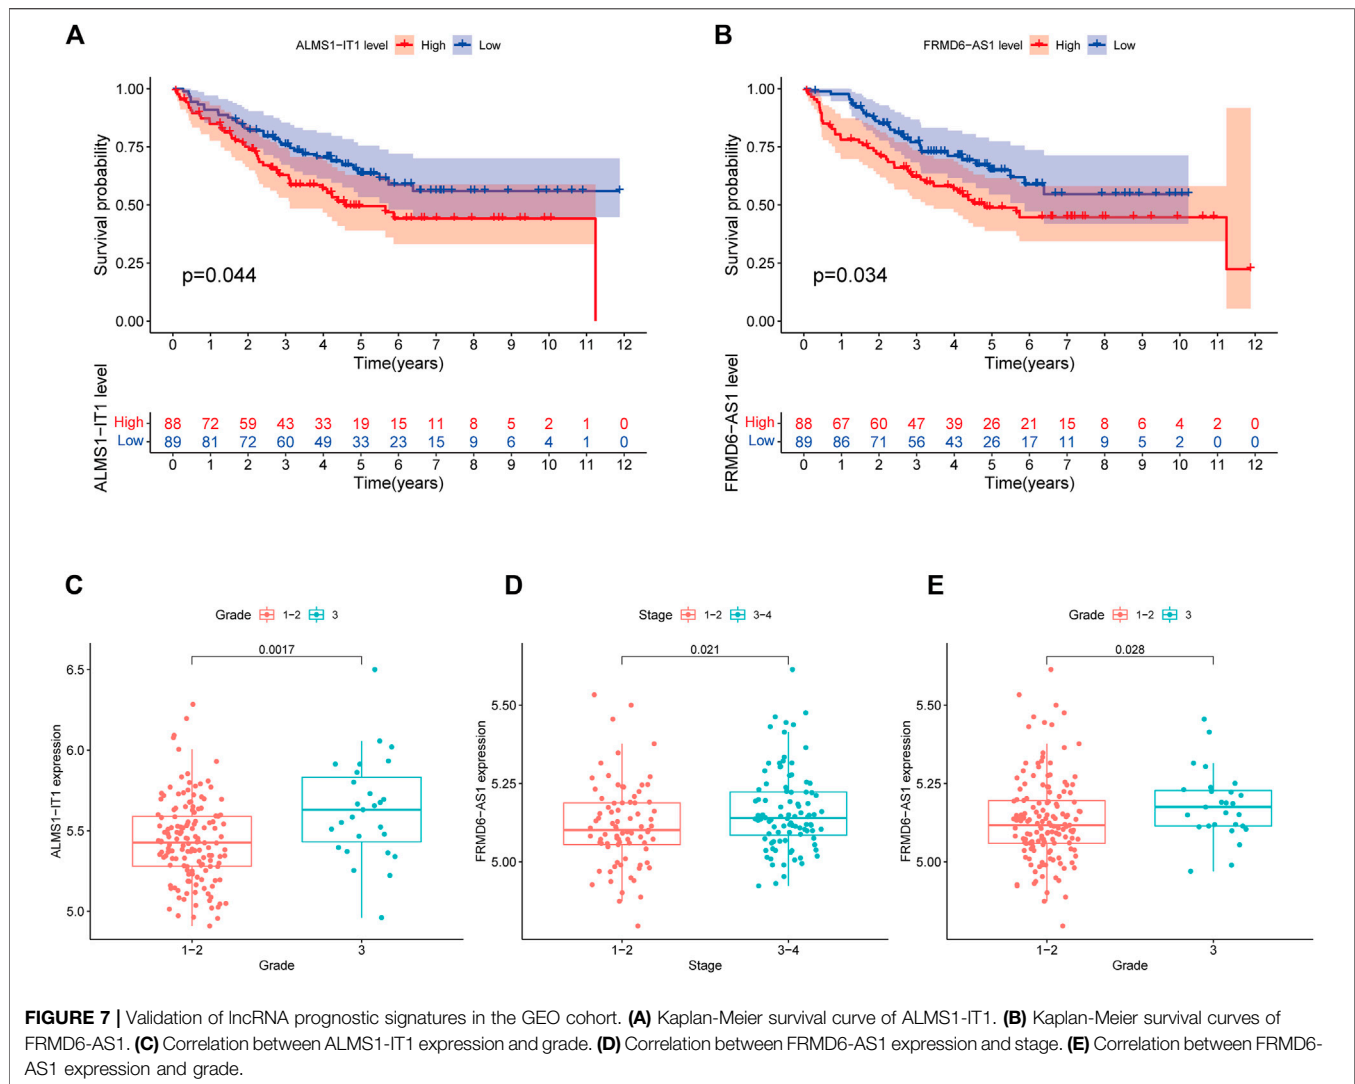 A
ALMS1−IT1 level High Low
Survival probability
1.00
0.75
0.50
0.25
0.00
p=0.044
0 1 2 3 4 5 6 7 8 9 10 11 12
Time(years)
ALMS1−IT1 level
High 88 72 59 43 33 19 15 11 8 5 2 1 0
Low 89 81 72 60 49 33 23 15 9 6 4 1 0
0 1 2 3 4 5 6 7 8 9 10 11 12
Time(years)
B
FRMD6−AS1 level High Low
Survival probability
1.00
0.75
0.50
0.25
0.00
p=0.034
0 1 2 3 4 5 6 7 8 9 10 11 12
Time(years)
FRMD6−AS1 level
High 88 67 60 47 39 26 21 15 8 6 4 2 0
Low 89 86 71 56 43 26 17 11 9 5 2 0 0
0 1 2 3 4 5 6 7 8 9 10 11 12
Time(years)
C
Grade 1−2 3
0.0017
ALMS1−IT1 expression
6.5
6.0
5.5
5.0
1−2 3
Grade
D
Stage 1−2 3−4
0.021
FRMD6−AS1 expression
5.50
5.25
5.00
1−2 3−4
Stage
E
Grade 1−2 3
0.028
FRMD6−AS1 expression
5.50
5.25
5.00
1−2 3
Grade
FIGURE 7 | Validation of lncRNA prognostic signatures in the GEO cohort. (A) Kaplan-Meier survival curve of ALMS1-IT1. (B) Kaplan-Meier survival curves of
FRMD6-AS1. (C) Correlation between ALMS1-IT1 expression and grade. (D) Correlation between FRMD6-AS1 expression and stage. (E) Correlation between FRMD6-
AS1 expression and grade.